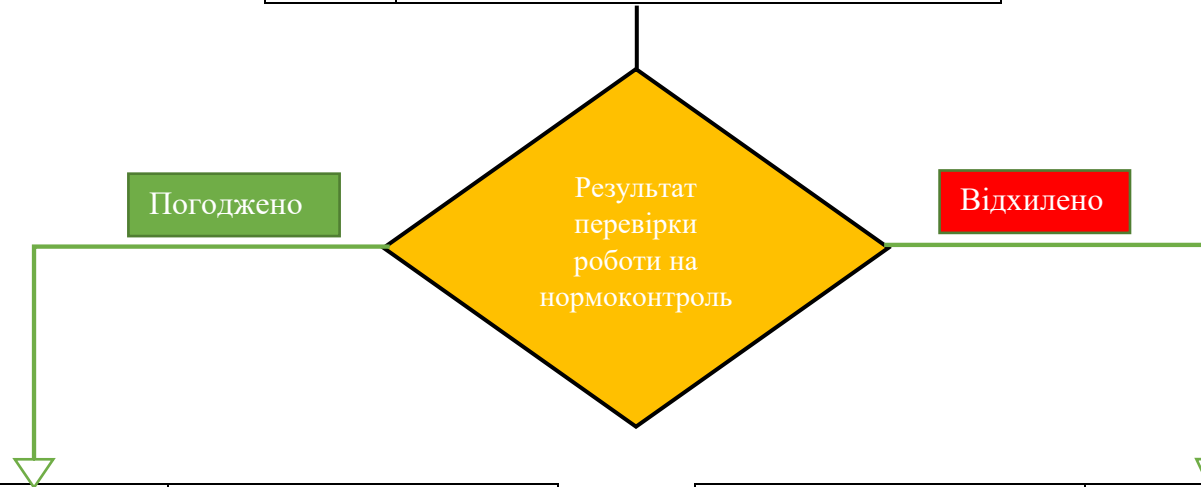 Погоджено
Результат
перевірки
роботи на
нормоконтроль
Відхилено